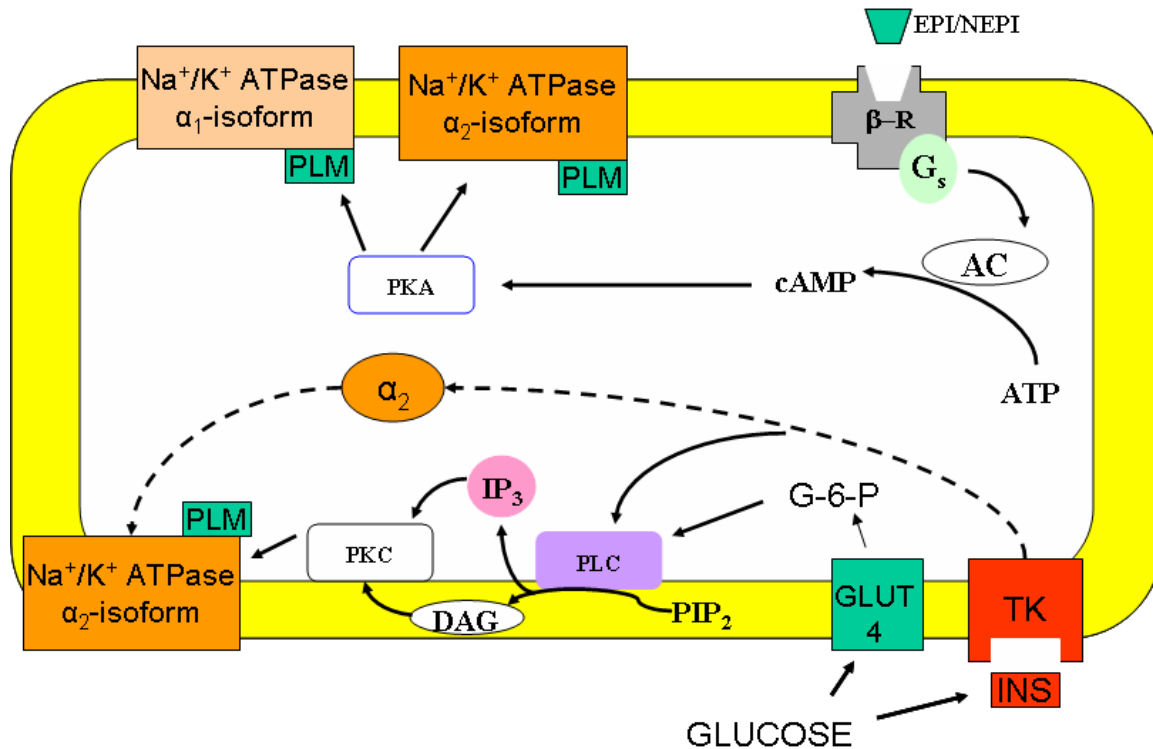 EPI/NEPI
Na⁺/K⁺ ATPase
α₁-isoform
PLM
Na⁺/K⁺ ATPase
α₂-isoform
PLM
β–R
Gₛ
AC
cAMP
PKA
ATP
α₂
IP₃
G-6-P
PLM
PKC
PLC
Na⁺/K⁺ ATPase
α₂-isoform
DAG
PIP₂
GLUT
4
TK
INS
GLUCOSE